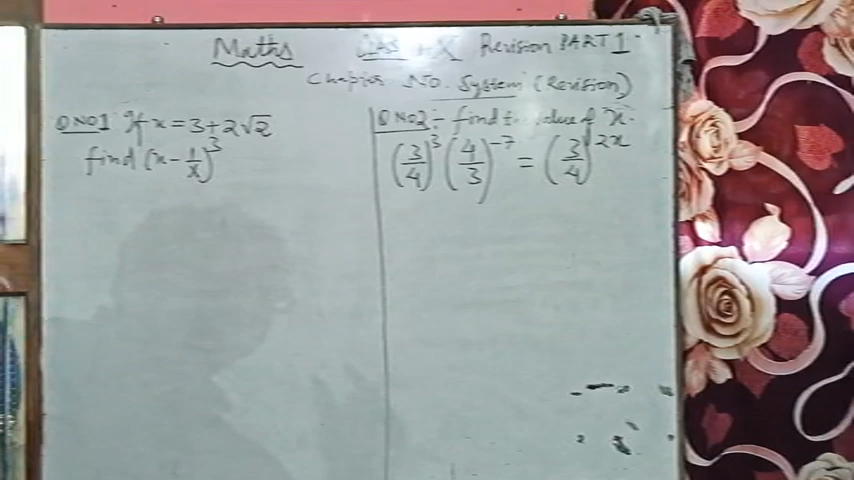 Maths Class - X Revision PART 1
Chapter No. System (Revision)
Q NO1 If x = 3 + 2√2
find (x - 1/x)³
Q NO2:- find the value of x.
(3/4)³ (4/3)⁻⁷ = (3/4)²ˣ